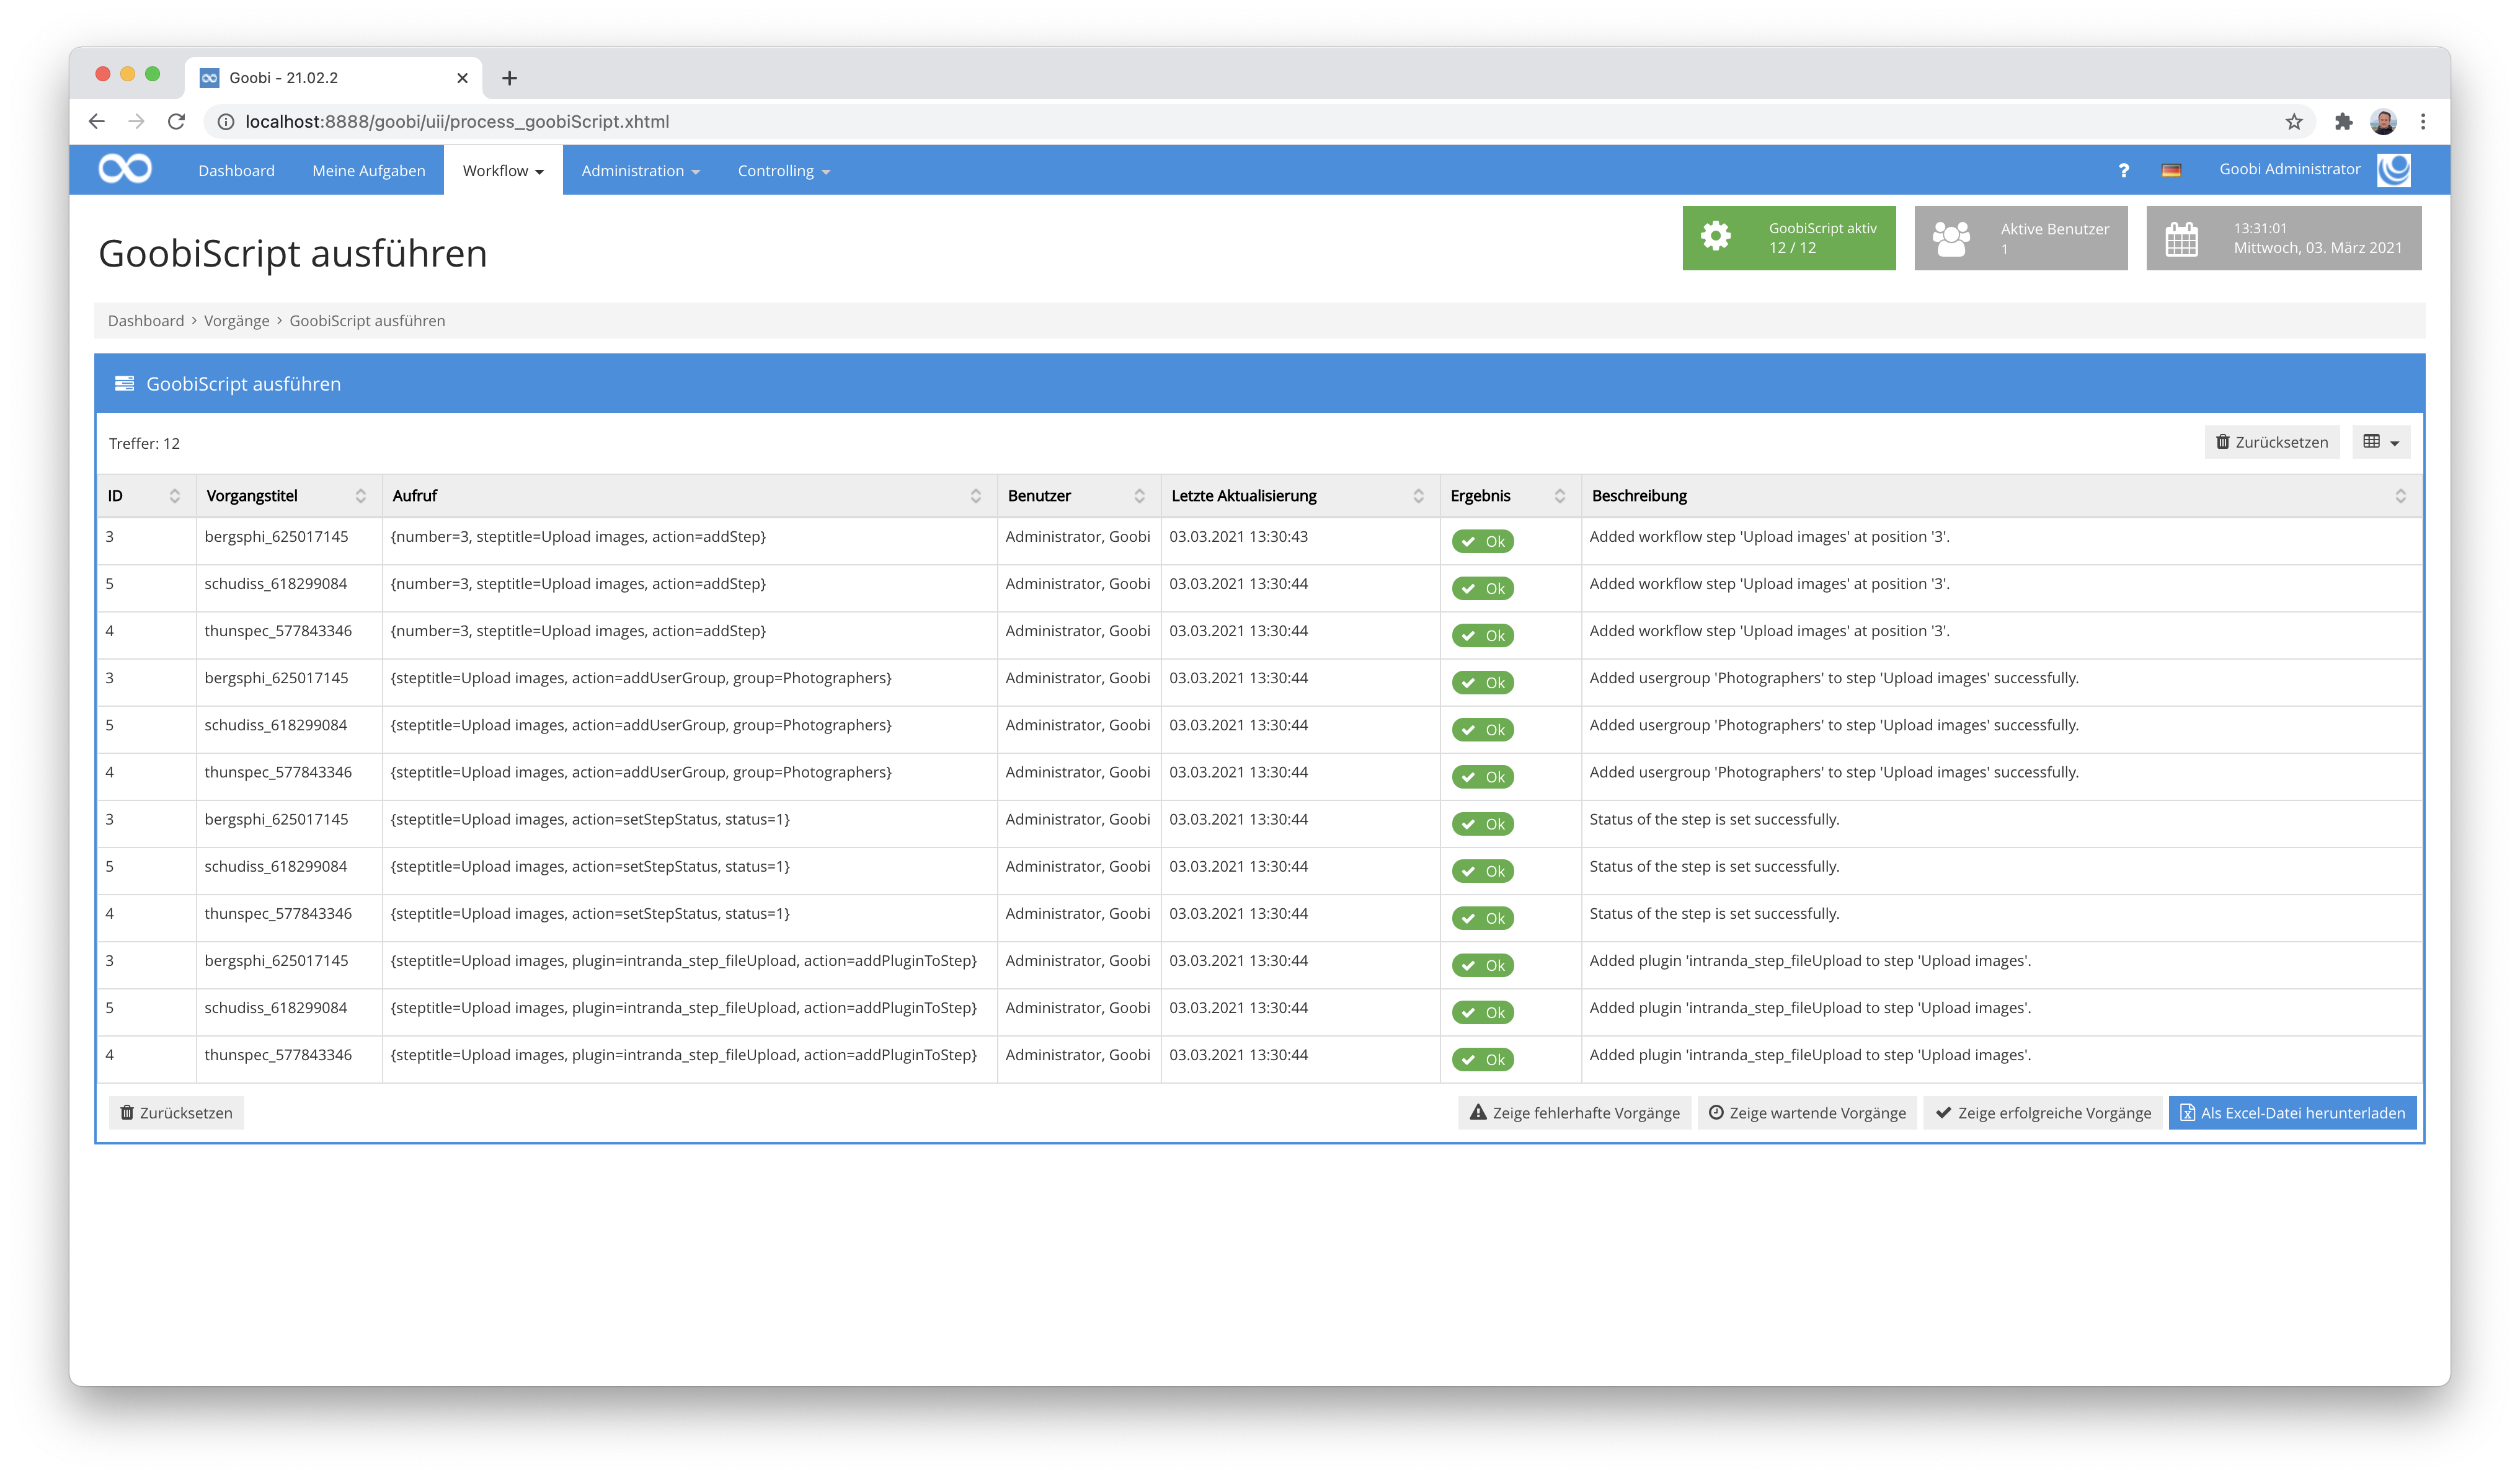 Goobi - 21.02.2
localhost:8888/goobi/uii/process_goobiScript.xhtml
Dashboard Meine Aufgaben Workflow Administration Controlling ? Goobi Administrator
GoobiScript ausführen
GoobiScript aktiv
12 / 12
Aktive Benutzer
1
13:31:01
Mittwoch, 03. März 2021
Dashboard > Vorgänge > GoobiScript ausführen
GoobiScript ausführen
Treffer: 12 Zurücksetzen
ID Vorgangstitel Aufruf Benutzer Letzte Aktualisierung Ergebnis Beschreibung
3 bergsphi_625017145 {number=3, steptitle=Upload images, action=addStep} Administrator, Goobi 03.03.2021 13:30:43 Ok Added workflow step 'Upload images' at position '3'.
5 schudiss_618299084 {number=3, steptitle=Upload images, action=addStep} Administrator, Goobi 03.03.2021 13:30:44 Ok Added workflow step 'Upload images' at position '3'.
4 thunspec_577843346 {number=3, steptitle=Upload images, action=addStep} Administrator, Goobi 03.03.2021 13:30:44 Ok Added workflow step 'Upload images' at position '3'.
3 bergsphi_625017145 {steptitle=Upload images, action=addUserGroup, group=Photographers} Administrator, Goobi 03.03.2021 13:30:44 Ok Added usergroup 'Photographers' to step 'Upload images' successfully.
5 schudiss_618299084 {steptitle=Upload images, action=addUserGroup, group=Photographers} Administrator, Goobi 03.03.2021 13:30:44 Ok Added usergroup 'Photographers' to step 'Upload images' successfully.
4 thunspec_577843346 {steptitle=Upload images, action=addUserGroup, group=Photographers} Administrator, Goobi 03.03.2021 13:30:44 Ok Added usergroup 'Photographers' to step 'Upload images' successfully.
3 bergsphi_625017145 {steptitle=Upload images, action=setStepStatus, status=1} Administrator, Goobi 03.03.2021 13:30:44 Ok Status of the step is set successfully.
5 schudiss_618299084 {steptitle=Upload images, action=setStepStatus, status=1} Administrator, Goobi 03.03.2021 13:30:44 Ok Status of the step is set successfully.
4 thunspec_577843346 {steptitle=Upload images, action=setStepStatus, status=1} Administrator, Goobi 03.03.2021 13:30:44 Ok Status of the step is set successfully.
3 bergsphi_625017145 {steptitle=Upload images, plugin=intranda_step_fileUpload, action=addPluginToStep} Administrator, Goobi 03.03.2021 13:30:44 Ok Added plugin 'intranda_step_fileUpload to step 'Upload images'.
5 schudiss_618299084 {steptitle=Upload images, plugin=intranda_step_fileUpload, action=addPluginToStep} Administrator, Goobi 03.03.2021 13:30:44 Ok Added plugin 'intranda_step_fileUpload to step 'Upload images'.
4 thunspec_577843346 {steptitle=Upload images, plugin=intranda_step_fileUpload, action=addPluginToStep} Administrator, Goobi 03.03.2021 13:30:44 Ok Added plugin 'intranda_step_fileUpload to step 'Upload images'.
Zurücksetzen Zeige fehlerhafte Vorgänge Zeige wartende Vorgänge Zeige erfolgreiche Vorgänge Als Excel-Datei herunterladen